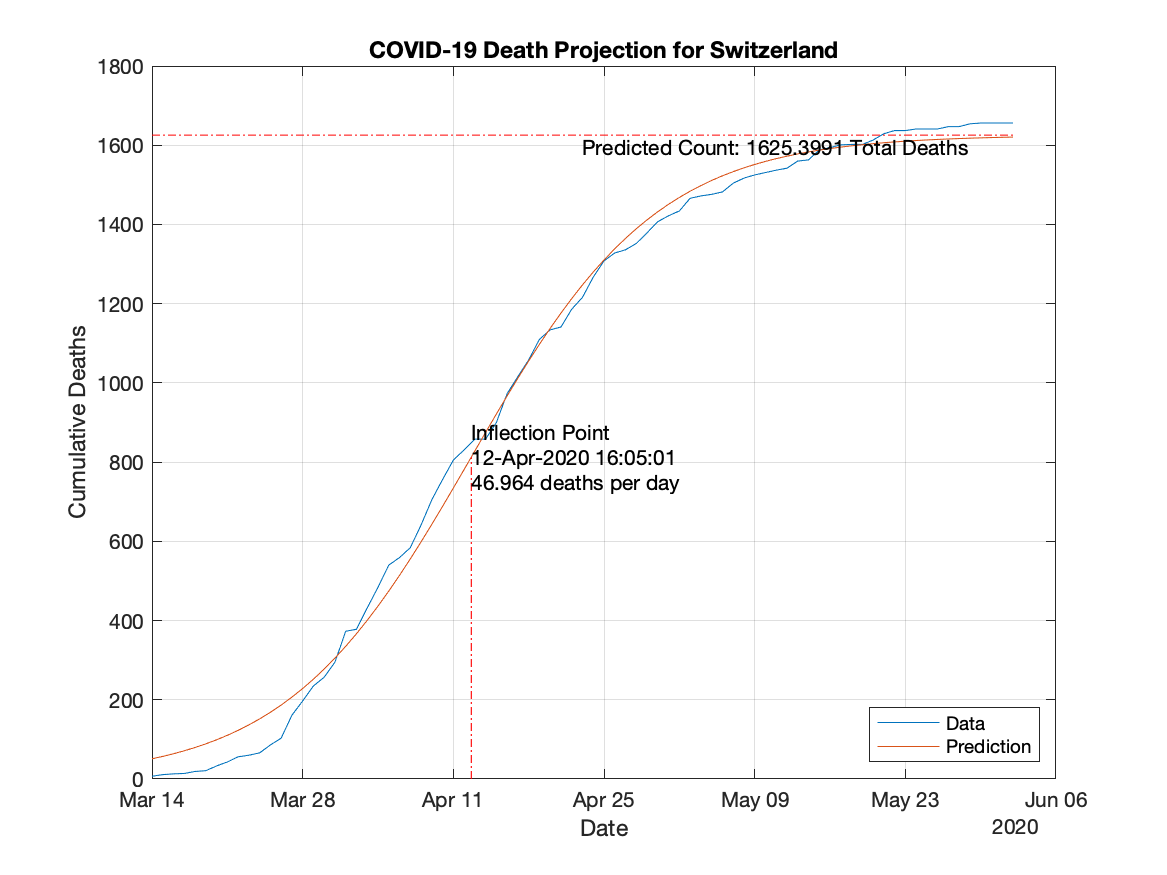 COVID-19 Death Projection for Switzerland
1800
1600
1400
1200
1000
800
600
400
200
0
Cumulative Deaths
Predicted Count: 1625.3991 Total Deaths
Inflection Point
12-Apr-2020 16:05:01
46.964 deaths per day
Data
Prediction
Mar 14 Mar 28 Apr 11 Apr 25 May 09 May 23 Jun 06
Date
2020